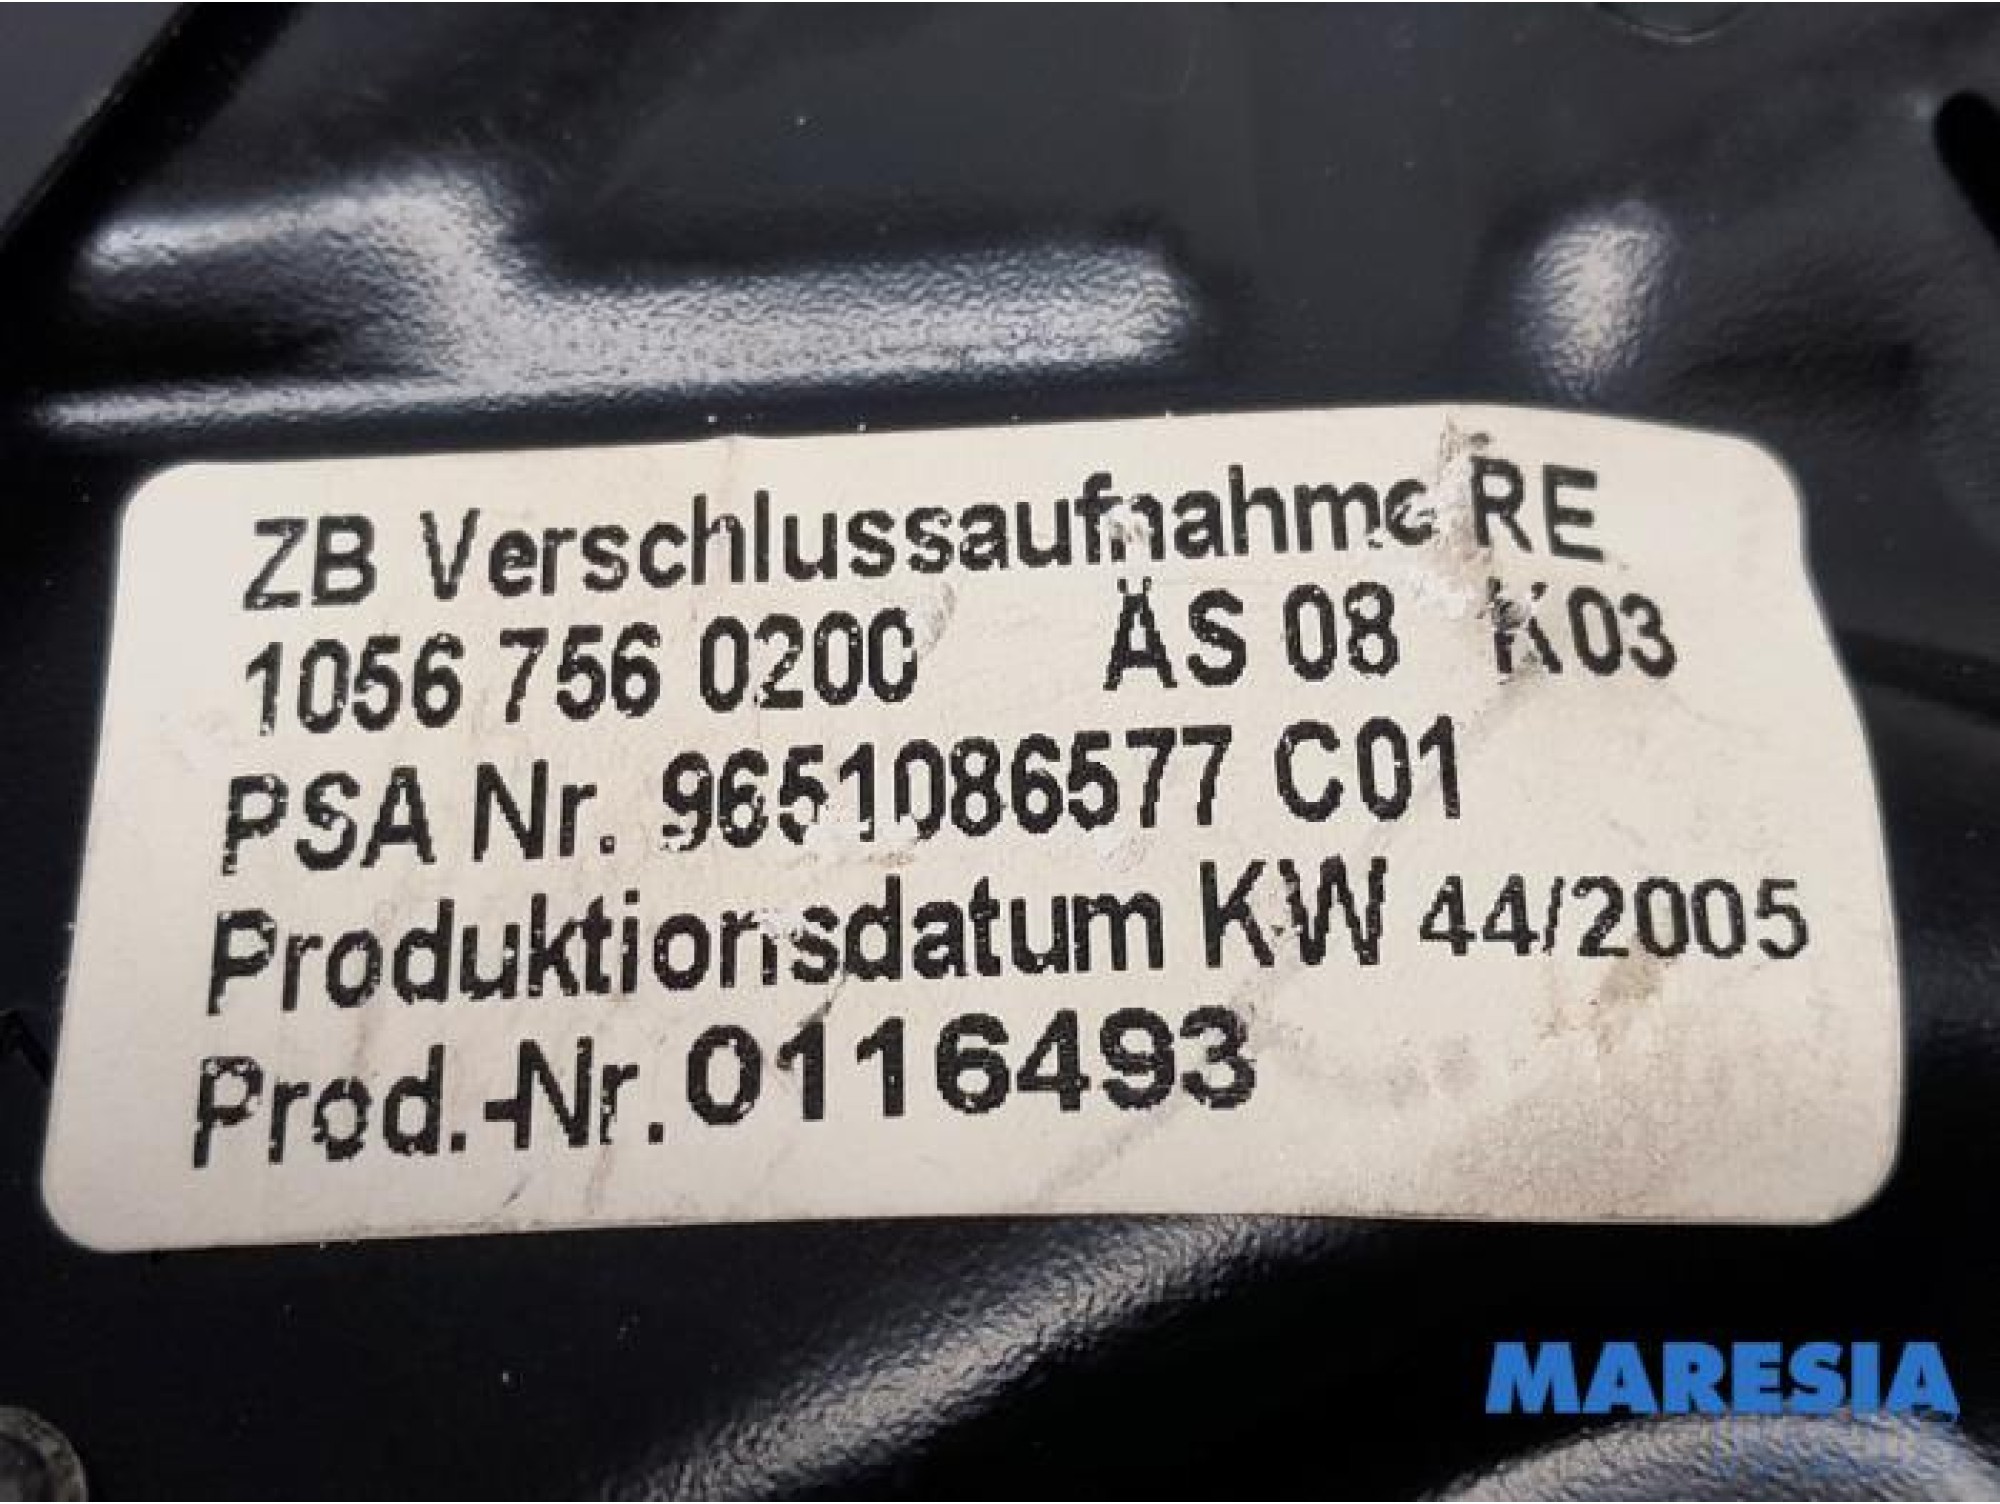 ZB Verschlussaufnahme RE
1056 756 0200 ÄS 08 K03
PSA Nr. 9651086577 C01
Produktionsdatum KW 44/2005
Prod.-Nr. 0116493
MARESIA